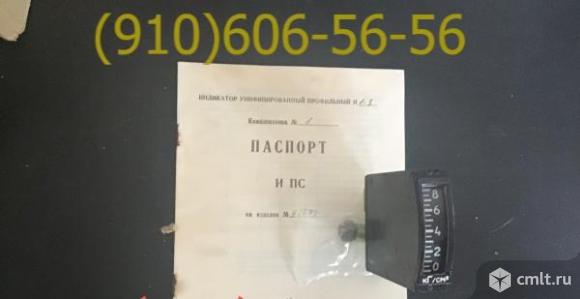 (910)606-56-56
ИНДИКАТОР УНИФИЦИРОВАННЫЙ ПРОФИЛЬНЫЙ И
Компоновка № 1
ПАСПОРТ
И ПС
на изделие №
8
6
4
2
0
КГ/СМ²
cmlt.ru